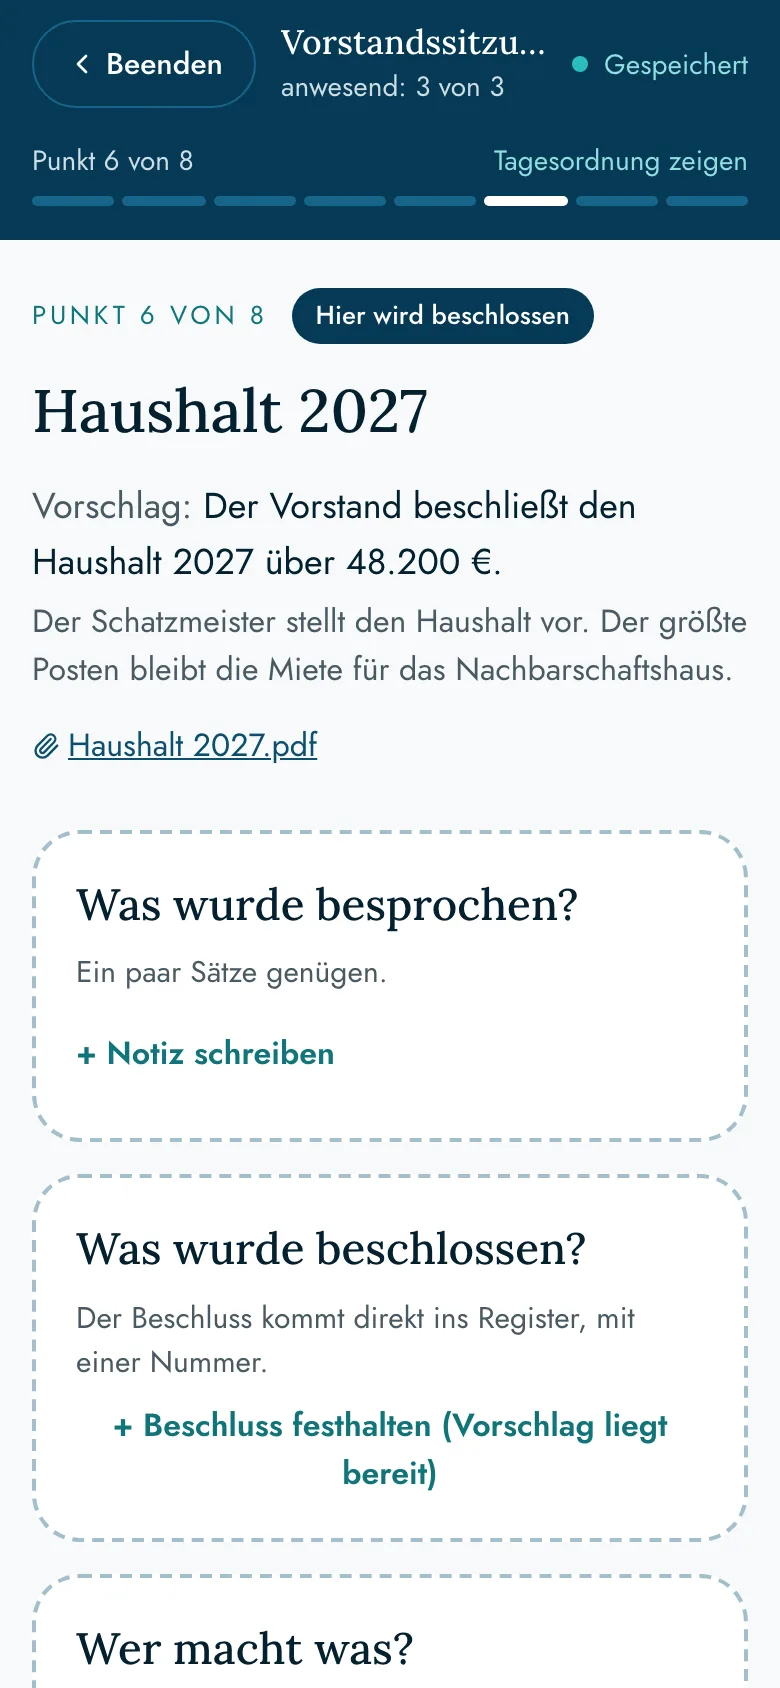 Beenden
Vorstandssitzu...
anwesend: 3 von 3
Gespeichert
Punkt 6 von 8
Tagesordnung zeigen
PUNKT 6 VON 8
Hier wird beschlossen
Haushalt 2027
Vorschlag: Der Vorstand beschließt den
Haushalt 2027 über 48.200 €.
Der Schatzmeister stellt den Haushalt vor. Der größte
Posten bleibt die Miete für das Nachbarschaftshaus.
Haushalt 2027.pdf
Was wurde besprochen?
Ein paar Sätze genügen.
+ Notiz schreiben
Was wurde beschlossen?
Der Beschluss kommt direkt ins Register, mit
einer Nummer.
+ Beschluss festhalten (Vorschlag liegt
bereit)
Wer macht was?